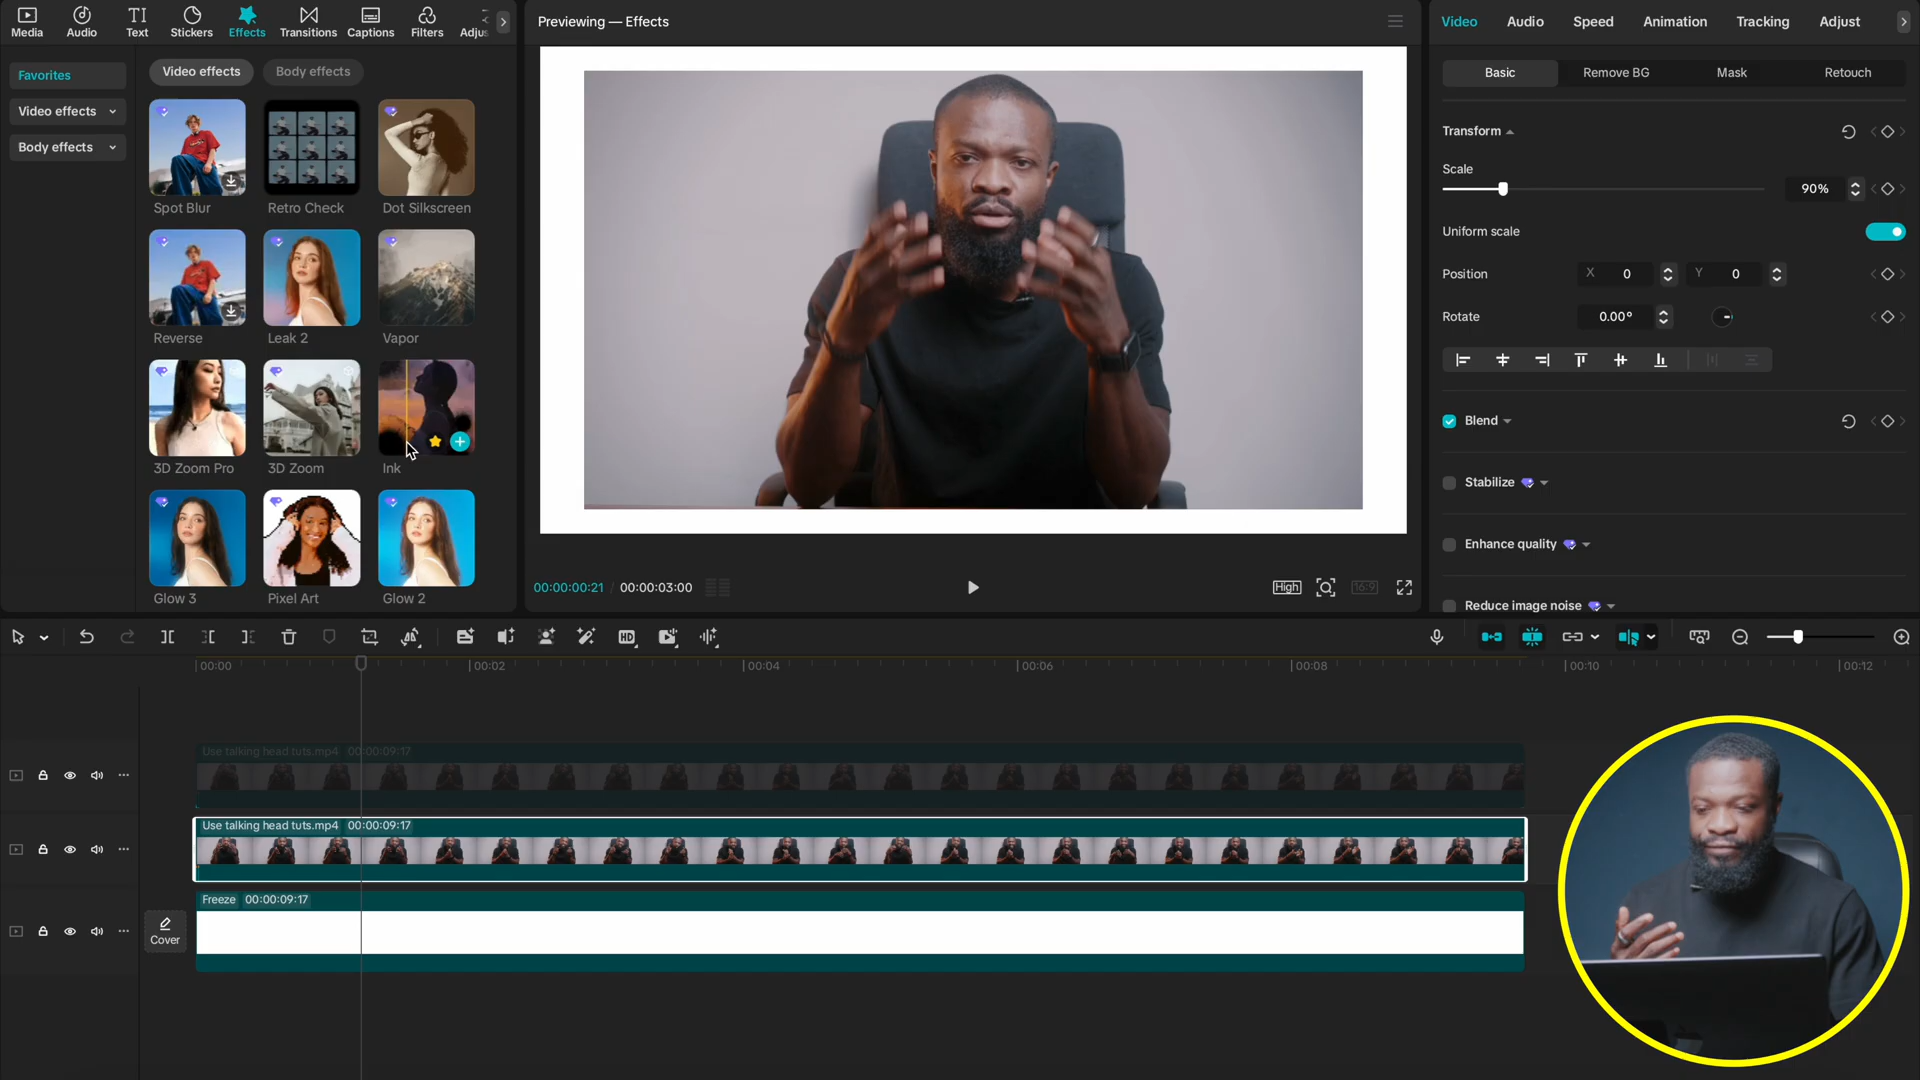 Media
Audio
Text
Stickers
Effects
Transitions
Captions
Filters
Adjus
Previewing — Effects
Video
Audio
Speed
Animation
Tracking
Adjust
Favorites
Video effects
Body effects
Video effects
Body effects
Spot Blur
Retro Check
Dot Silkscreen
Reverse
Leak 2
Vapor
3D Zoom Pro
3D Zoom
Ink
Glow 3
Pixel Art
Glow 2
00:00:00:21 / 00:00:03:00
High
16:9
Basic
Remove BG
Mask
Retouch
Transform
Scale
90%
Uniform scale
Position
X 0
Y 0
Rotate
0.00°
Blend
Stabilize
Enhance quality
Reduce image noise
HD
00:00
00:02
00:04
00:06
00:08
00:10
00:12
Use talking head tuts.mp4 00:00:09:17
Use talking head tuts.mp4 00:00:09:17
Freeze 00:00:09:17
Cover